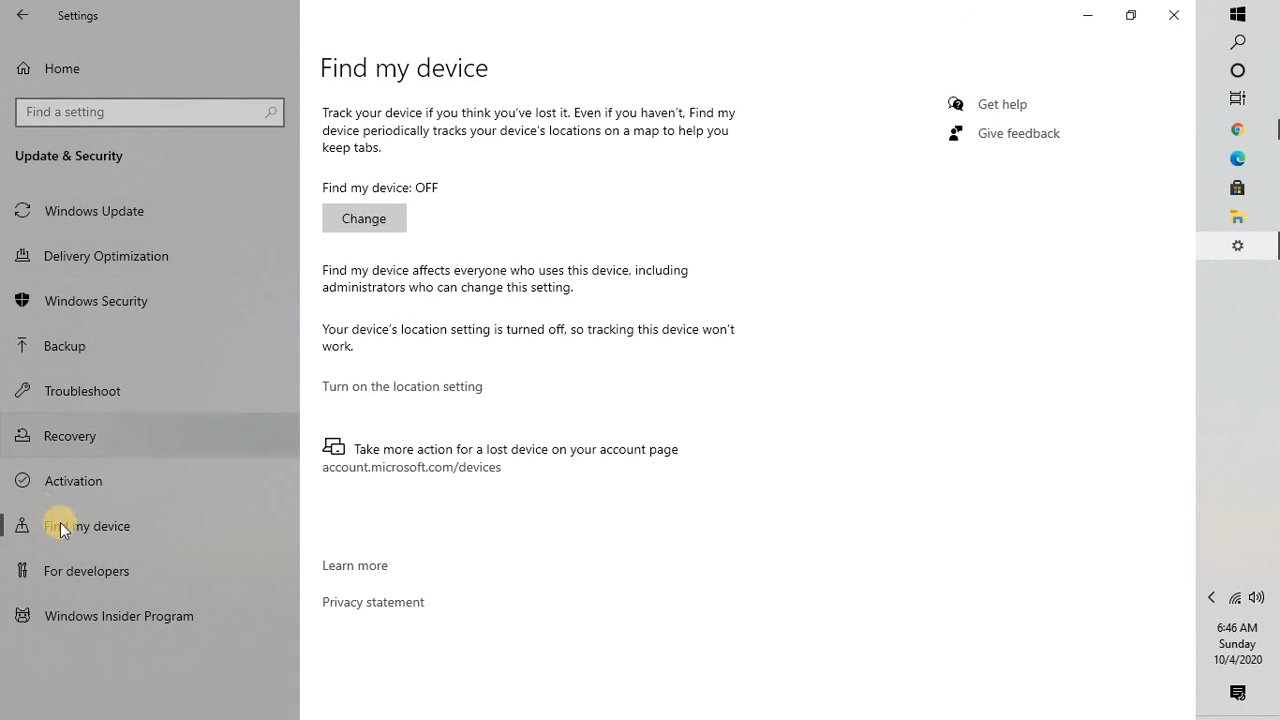 Settings
Home
Find a setting
Update & Security
Windows Update
Delivery Optimization
Windows Security
Backup
Troubleshoot
Recovery
Activation
Find my device
For developers
Windows Insider Program
Find my device
Track your device if you think you've lost it. Even if you haven't, Find my
device periodically tracks your device's locations on a map to help you
keep tabs.
Find my device: OFF
Change
Find my device affects everyone who uses this device, including
administrators who can change this setting.
Your device's location setting is turned off, so tracking this device won't
work.
Turn on the location setting
Take more action for a lost device on your account page
account.microsoft.com/devices
Learn more
Privacy statement
Get help
Give feedback
6:46 AM
Sunday
10/4/2020